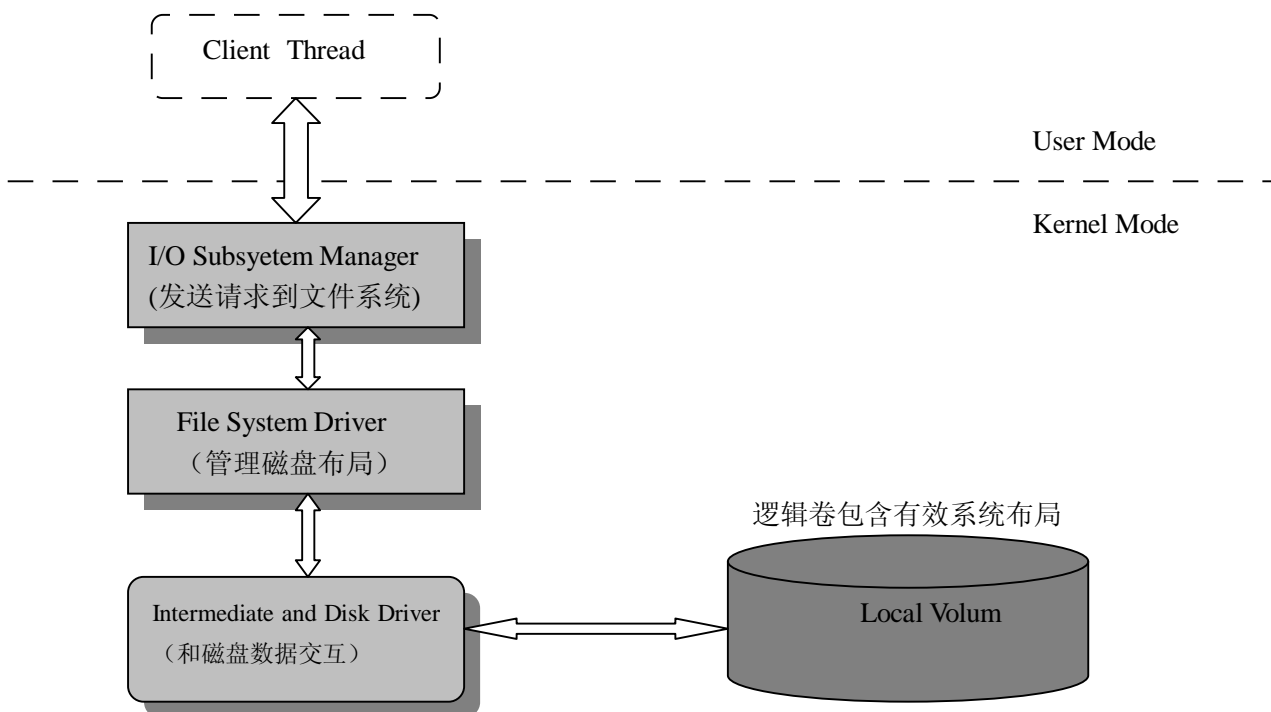 Client Thread
User Mode
Kernel Mode
I/O Subsyetem Manager
(发送请求到文件系统)
File System Driver
（管理磁盘布局）
逻辑卷包含有效系统布局
Intermediate and Disk Driver
（和磁盘数据交互）
Local Volum